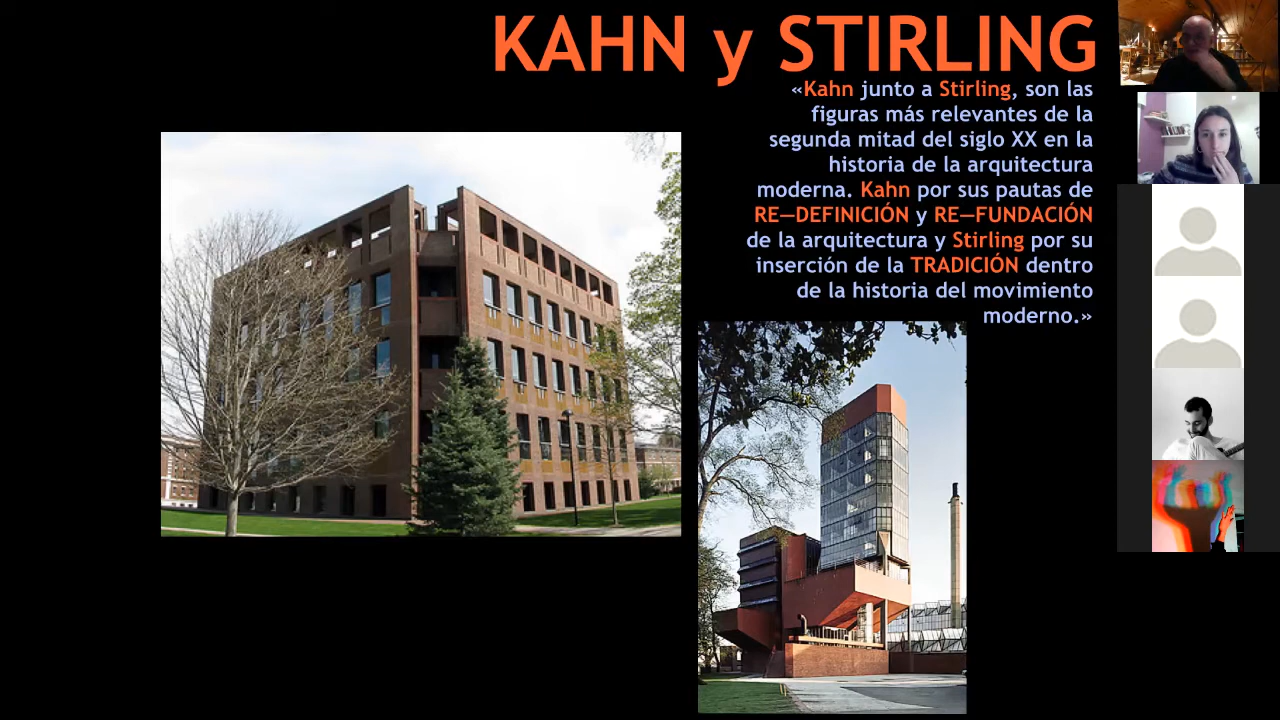 KAHN y STIRLING
«Kahn junto a Stirling, son las
figuras más relevantes de la
segunda mitad del siglo XX en la
historia de la arquitectura
moderna. Kahn por sus pautas de
RE—DEFINICIÓN y RE—FUNDACIÓN
de la arquitectura y Stirling por su
inserción de la TRADICIÓN dentro
de la historia del movimiento
moderno.»